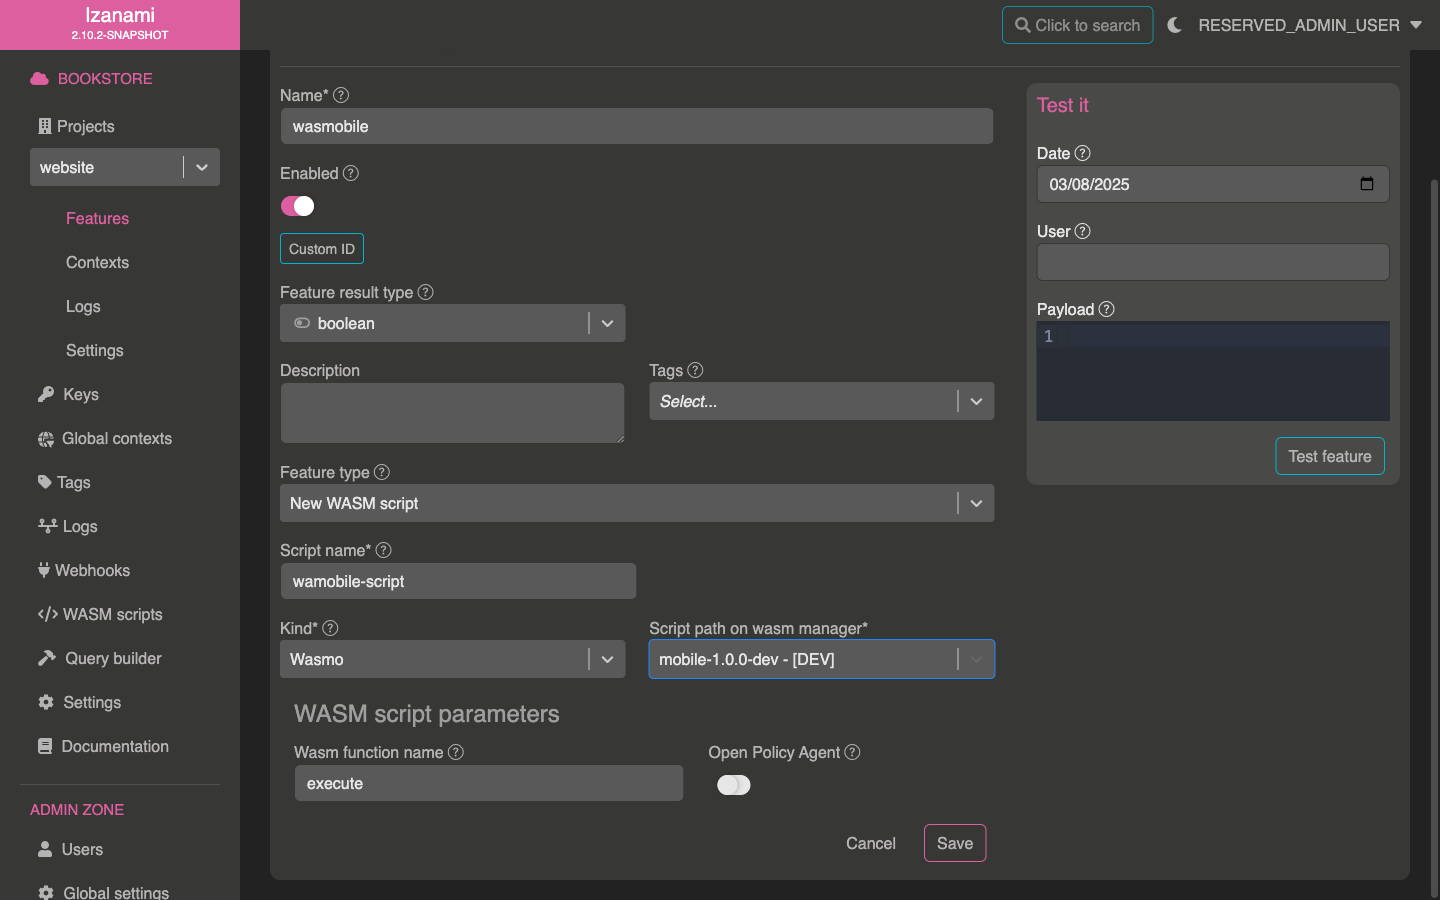 Izanami
2.10.2-SNAPSHOT
Click to search
RESERVED_ADMIN_USER
BOOKSTORE
Projects
website
Features
Contexts
Logs
Settings
Keys
Global contexts
Tags
Logs
Webhooks
WASM scripts
Query builder
Settings
Documentation
ADMIN ZONE
Users
Global settings
Name*
wasmobile
Enabled
Custom ID
Feature result type
boolean
Description
Tags
Select...
Feature type
New WASM script
Script name*
wamobile-script
Kind*
Wasmo
Script path on wasm manager*
mobile-1.0.0-dev - [DEV]
WASM script parameters
Wasm function name
execute
Open Policy Agent
Cancel
Save
Test it
Date
03/08/2025
User
Payload
1
Test feature